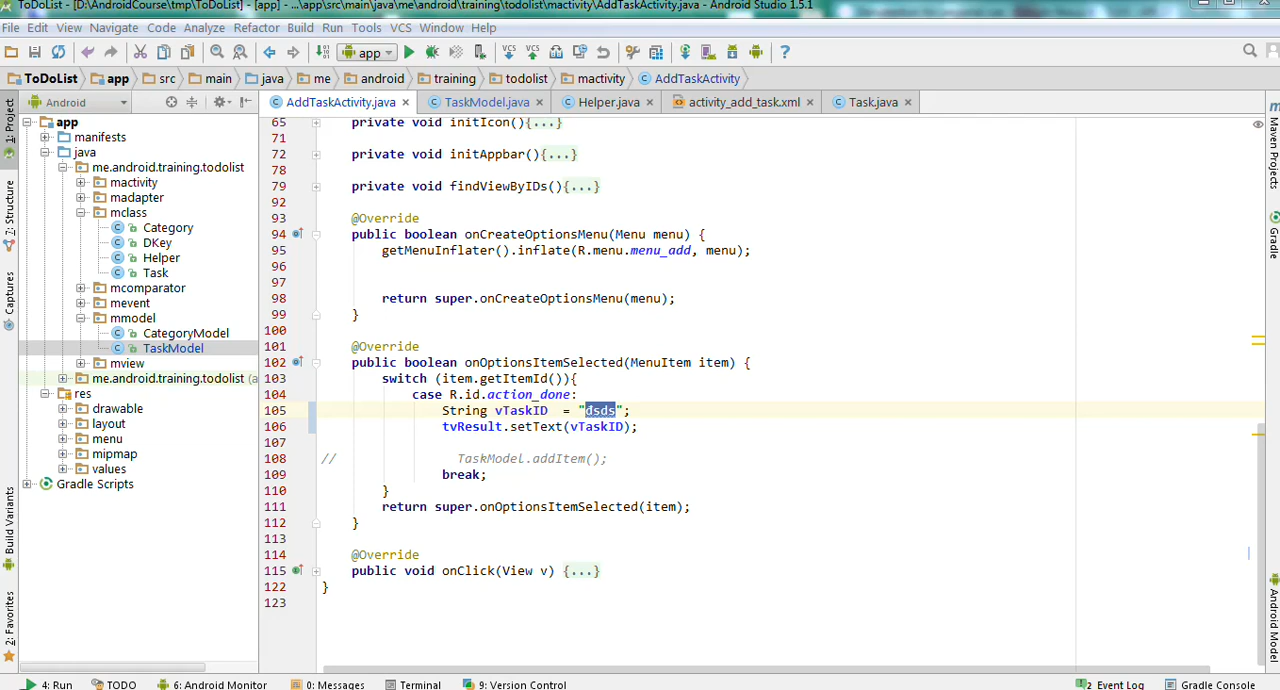 ToDoList - [D:\AndroidCourse\tmp\ToDoList] - [app] - ...\app\src\main\java\me\android\training\todolist\mactivity\AddTaskActivity.java - Android Studio 1.5.1
File Edit View Navigate Code Analyze Refactor Build Run Tools VCS Window Help
app
VCS VCS
ToDoList app src main java me android training todolist mactivity AddTaskActivity
Android
AddTaskActivity.java TaskModel.java Helper.java activity_add_task.xml Task.java
1: Project
7: Structure
Captures
Build Variants
2: Favorites
app
manifests
java
me.android.training.todolist
mactivity
madapter
mclass
Category
DKey
Helper
Task
mcomparator
mevent
mmodel
CategoryModel
TaskModel
mview
me.android.training.todolist (a
res
drawable
layout
menu
mipmap
values
Gradle Scripts
65 private void initIcon(){...}
71
72 private void initAppbar(){...}
78
79 private void findViewByIDs(){...}
92
93 @Override
94 public boolean onCreateOptionsMenu(Menu menu) {
95 getMenuInflater().inflate(R.menu.menu_add, menu);
96
97
98 return super.onCreateOptionsMenu(menu);
99 }
100
101 @Override
102 public boolean onOptionsItemSelected(MenuItem item) {
103 switch (item.getItemId()){
104 case R.id.action_done:
105 String vTaskID = "đsds";
106 tvResult.setText(vTaskID);
107
108 // TaskModel.addItem();
109 break;
110 }
111 return super.onOptionsItemSelected(item);
112 }
113
114 @Override
115 public void onClick(View v) {...}
122 }
123
Maven Projects
Gradle
Android Model
4: Run TODO 6: Android Monitor 0: Messages Terminal 9: Version Control 2 Event Log Gradle Console